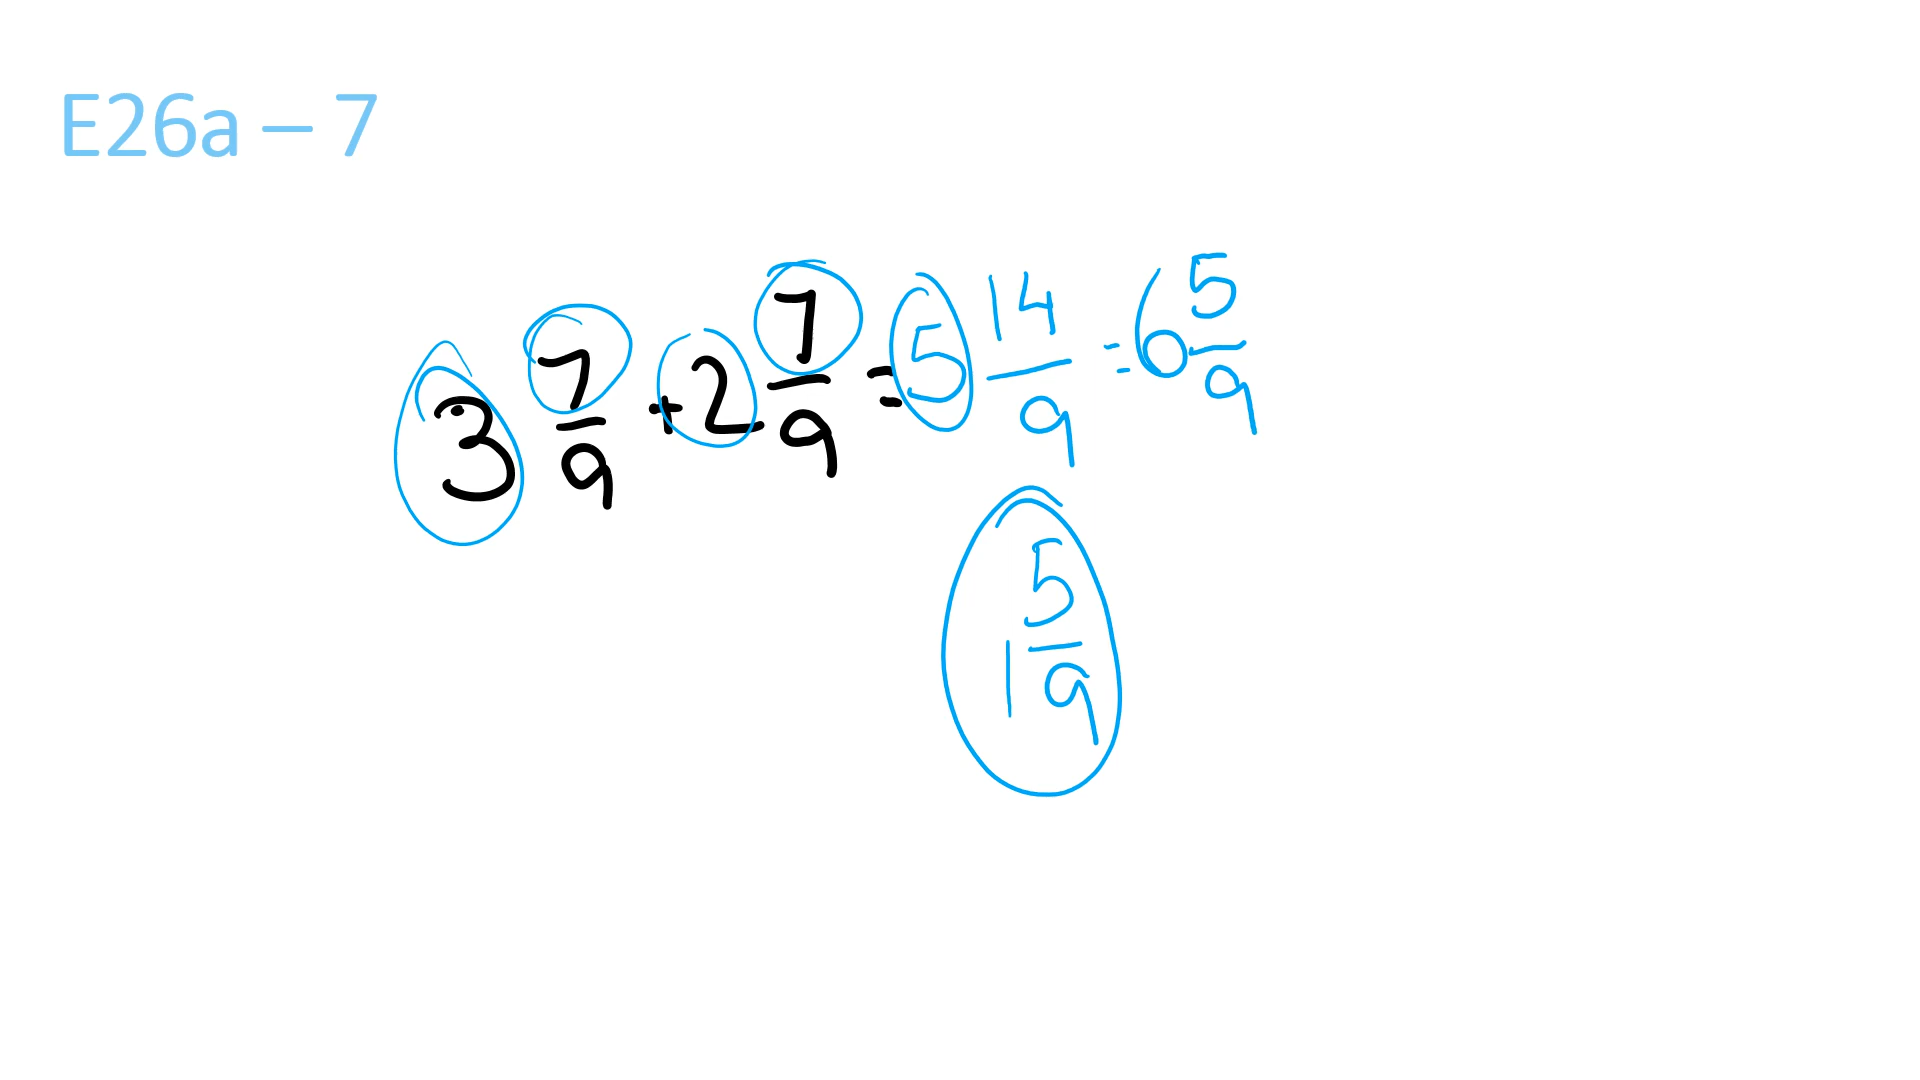 E26a – 7
3 7/9 + 2 7/9 = 5 14/9 = 6 5/9
1 5/9